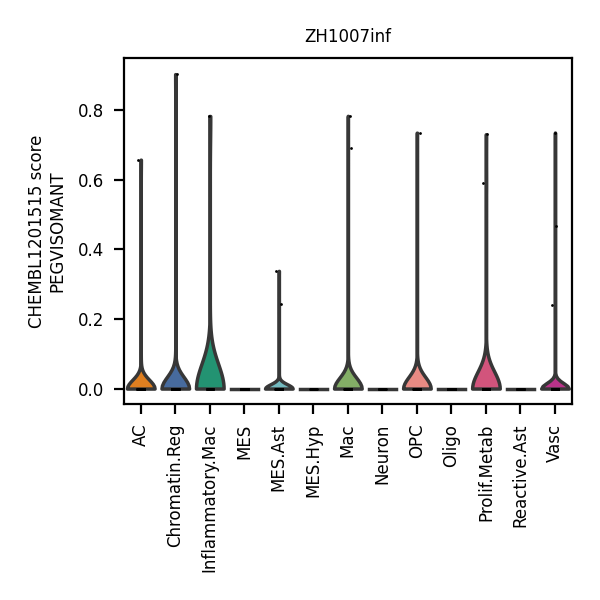 ZH1007inf
CHEMBL1201515 score
PEGVISOMANT
0.8
0.6
0.4
0.2
0.0
AC
Chromatin.Reg
Inflammatory.Mac
MES
MES.Ast
MES.Hyp
Mac
Neuron
OPC
Oligo
Prolif.Metab
Reactive.Ast
Vasc